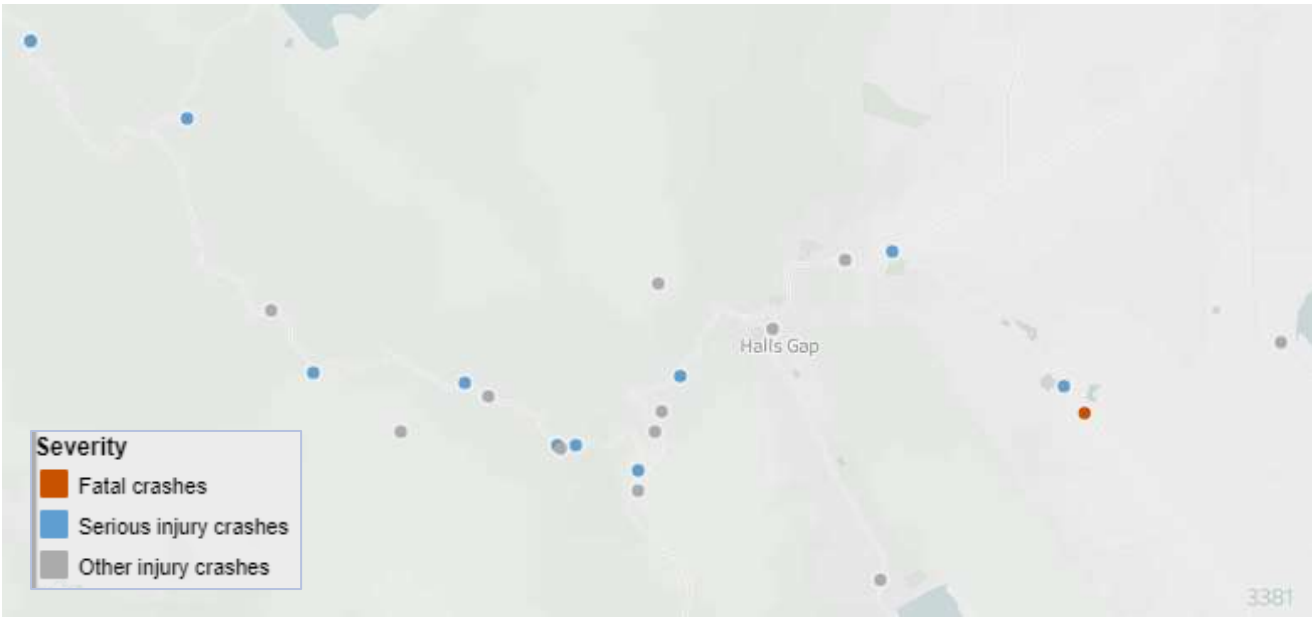 Halls Gap
Severity
Fatal crashes
Serious injury crashes
Other injury crashes
3381